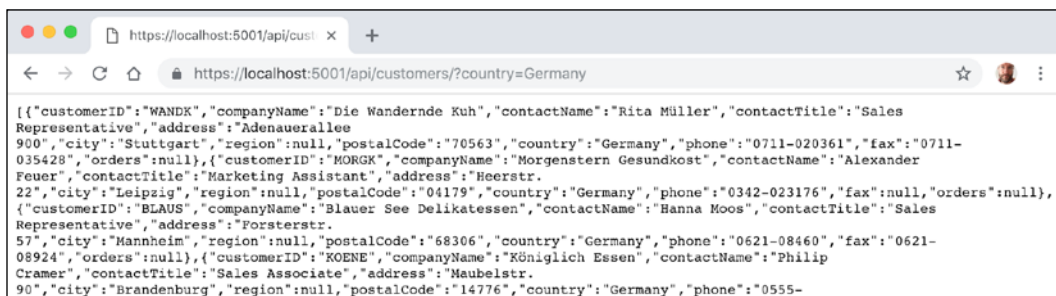 https://localhost:5001/api/cust
https://localhost:5001/api/customers/?country=Germany
[{"customerID":"WANDK","companyName":"Die Wandernde Kuh","contactName":"Rita Müller","contactTitle":"Sales
Representative","address":"Adenauerallee
900","city":"Stuttgart","region":null,"postalCode":"70563","country":"Germany","phone":"0711-020361","fax":"0711-
035428","orders":null},{"customerID":"MORGK","companyName":"Morgenstern Gesundkost","contactName":"Alexander
Feuer","contactTitle":"Marketing Assistant","address":"Heerstr.
22","city":"Leipzig","region":null,"postalCode":"04179","country":"Germany","phone":"0342-023176","fax":null,"orders":null},
{"customerID":"BLAUS","companyName":"Blauer See Delikatessen","contactName":"Hanna Moos","contactTitle":"Sales
Representative","address":"Forsterstr.
57","city":"Mannheim","region":null,"postalCode":"68306","country":"Germany","phone":"0621-08460","fax":"0621-
08924","orders":null},{"customerID":"KOENE","companyName":"Königlich Essen","contactName":"Philip
Cramer","contactTitle":"Sales Associate","address":"Maubelstr.
90","city":"Brandenburg","region":null,"postalCode":"14776","country":"Germany","phone":"0555-